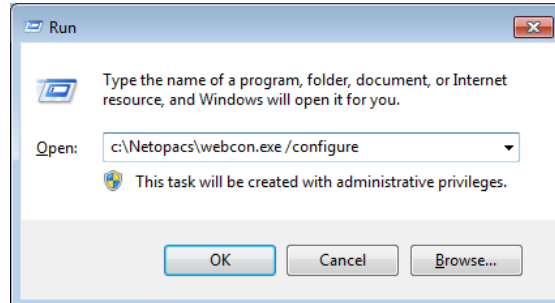 Run
Type the name of a program, folder, document, or Internet
resource, and Windows will open it for you.
Open: c:\Netopacs\webcon.exe /configure
This task will be created with administrative privileges.
OK Cancel Browse...